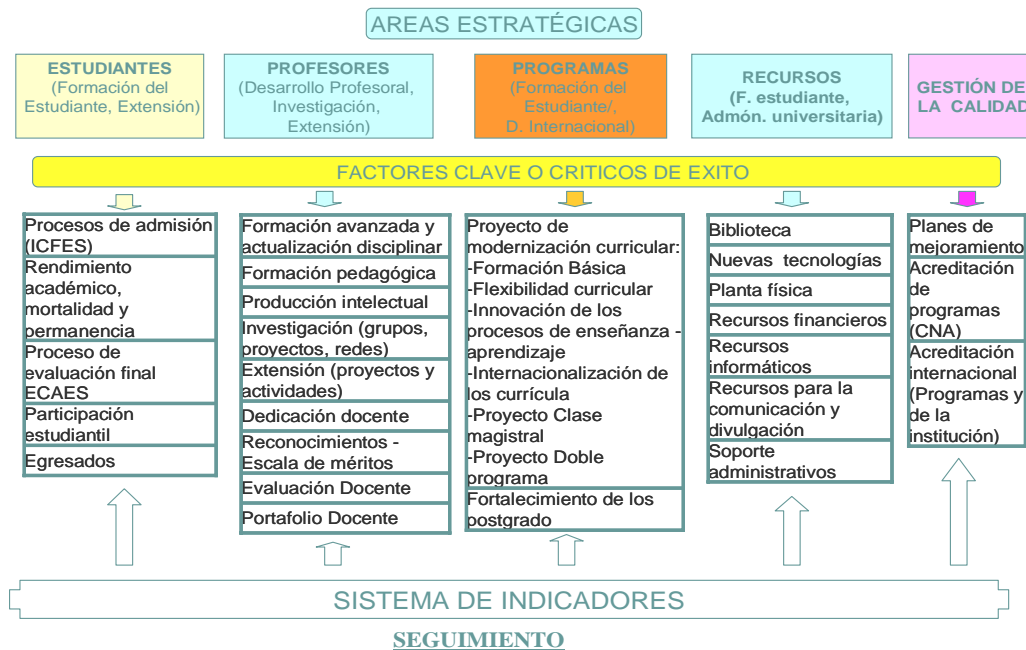 AREAS ESTRATÉGICAS
ESTUDIANTES
(Formación del
Estudiante, Extensión)
PROFESORES
(Desarrollo Profesoral,
Investigación,
Extensión)
PROGRAMAS
(Formación del
Estudiante/,
D. Internacional)
RECURSOS
(F. estudiante,
Admón. universitaria)
GESTIÓN DE
LA CALIDAD
FACTORES CLAVE O CRITICOS DE EXITO
Procesos de admisión
(ICFES)
Rendimiento
académico,
mortalidad y
permanencia
Proceso de
evaluación final
ECAES
Participación
estudiantil
Egresados
Formación avanzada y
actualización disciplinar
Formación pedagógica
Producción intelectual
Investigación (grupos,
proyectos, redes)
Extensión (proyectos y
actividades)
Dedicación docente
Reconocimientos -
Escala de méritos
Evaluación Docente
Portafolio Docente
Proyecto de
modernización curricular:
-Formación Básica
-Flexibilidad curricular
-Innovación de los
procesos de enseñanza -
aprendizaje
-Internacionalización de
los currícula
-Proyecto Clase
magistral
-Proyecto Doble
programa
Fortalecimiento de los
postgrado
Biblioteca
Nuevas tecnologías
Planta física
Recursos financieros
Recursos
informáticos
Recursos para la
comunicación y
divulgación
Soporte
administrativos
Planes de
mejoramiento
Acreditación
de
programas
(CNA)
Acreditación
internacional
(Programas y
de la
institución)
SISTEMA DE INDICADORES
SEGUIMIENTO